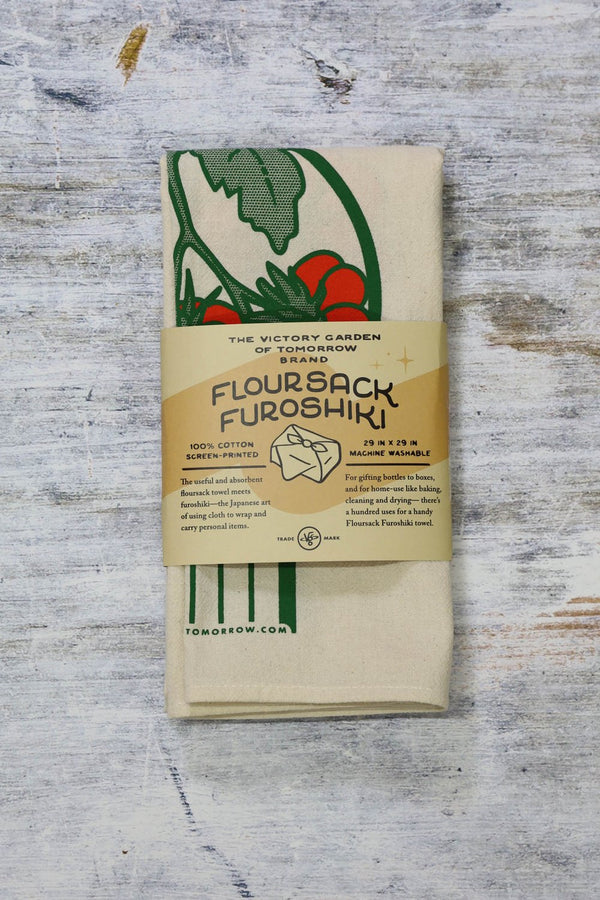 THE VICTORY GARDEN
OF TOMORROW
BRAND
FLOURSACK
FUROSHIKI
100% COTTON
SCREEN-PRINTED
29 IN X 29 IN
MACHINE WASHABLE
The useful and absorbent
floursack towel meets
furoshiki—the Japanese art
of using cloth to wrap and
carry personal items.
For gifting bottles to boxes,
and for home-use like baking,
cleaning and drying— there's
a hundred uses for a handy
Floursack Furoshiki towel.
TRADE MARK
TOMORROW.COM